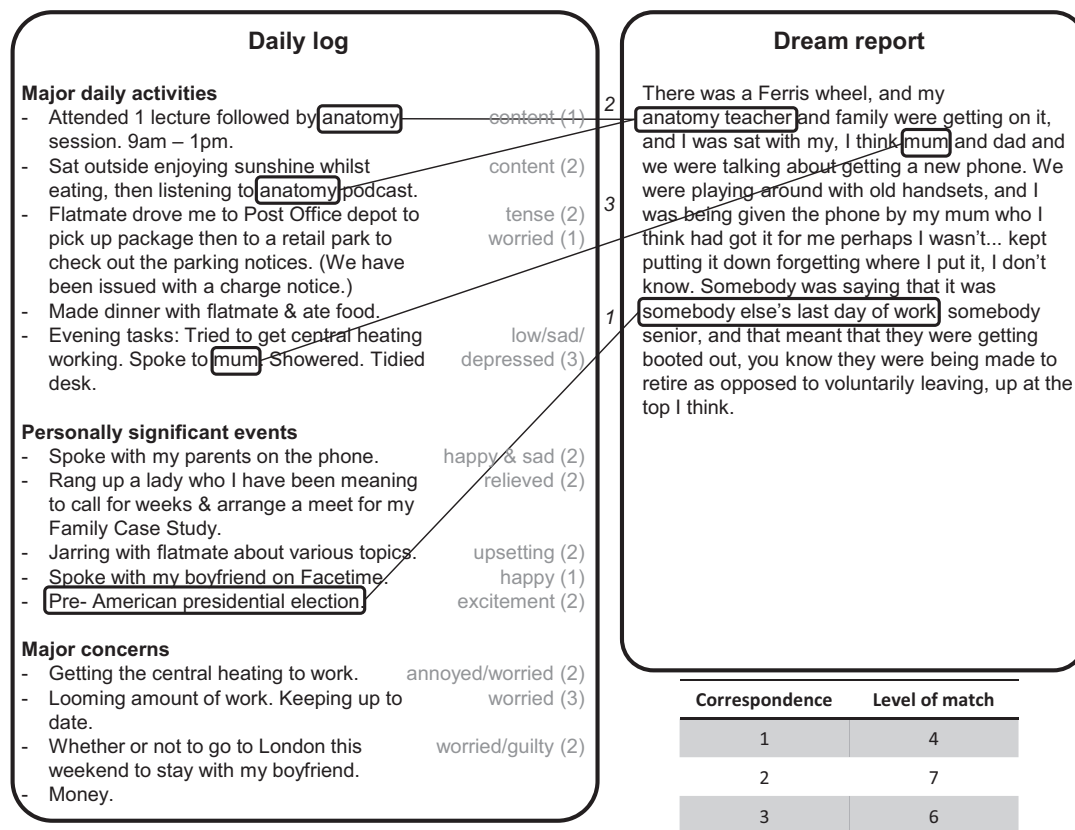 Daily log
Major daily activities
- Attended 1 lecture followed by anatomy content (1)
session. 9am – 1pm.
- Sat outside enjoying sunshine whilst content (2)
eating, then listening to anatomy podcast.
- Flatmate drove me to Post Office depot to tense (2)
pick up package then to a retail park to worried (1)
check out the parking notices. (We have
been issued with a charge notice.)
- Made dinner with flatmate & ate food.
- Evening tasks: Tried to get central heating low/sad/
working. Spoke to mum. Showered. Tidied depressed (3)
desk.
Personally significant events
- Spoke with my parents on the phone. happy & sad (2)
- Rang up a lady who I have been meaning relieved (2)
to call for weeks & arrange a meet for my
Family Case Study.
- Jarring with flatmate about various topics. upsetting (2)
- Spoke with my boyfriend on Facetime. happy (1)
- Pre- American presidential election. excitement (2)
Major concerns
- Getting the central heating to work. annoyed/worried (2)
- Looming amount of work. Keeping up to worried (3)
date.
- Whether or not to go to London this worried/guilty (2)
weekend to stay with my boyfriend.
- Money.
2
3
1
Dream report
There was a Ferris wheel, and my
anatomy teacher and family were getting on it,
and I was sat with my, I think mum and dad and
we were talking about getting a new phone. We
were playing around with old handsets, and I
was being given the phone by my mum who I
think had got it for me perhaps I wasn't... kept
putting it down forgetting where I put it, I don't
know. Somebody was saying that it was
somebody else's last day of work, somebody
senior, and that meant that they were getting
booted out, you know they were being made to
retire as opposed to voluntarily leaving, up at the
top I think.
Correspondence Level of match
1 4
2 7
3 6